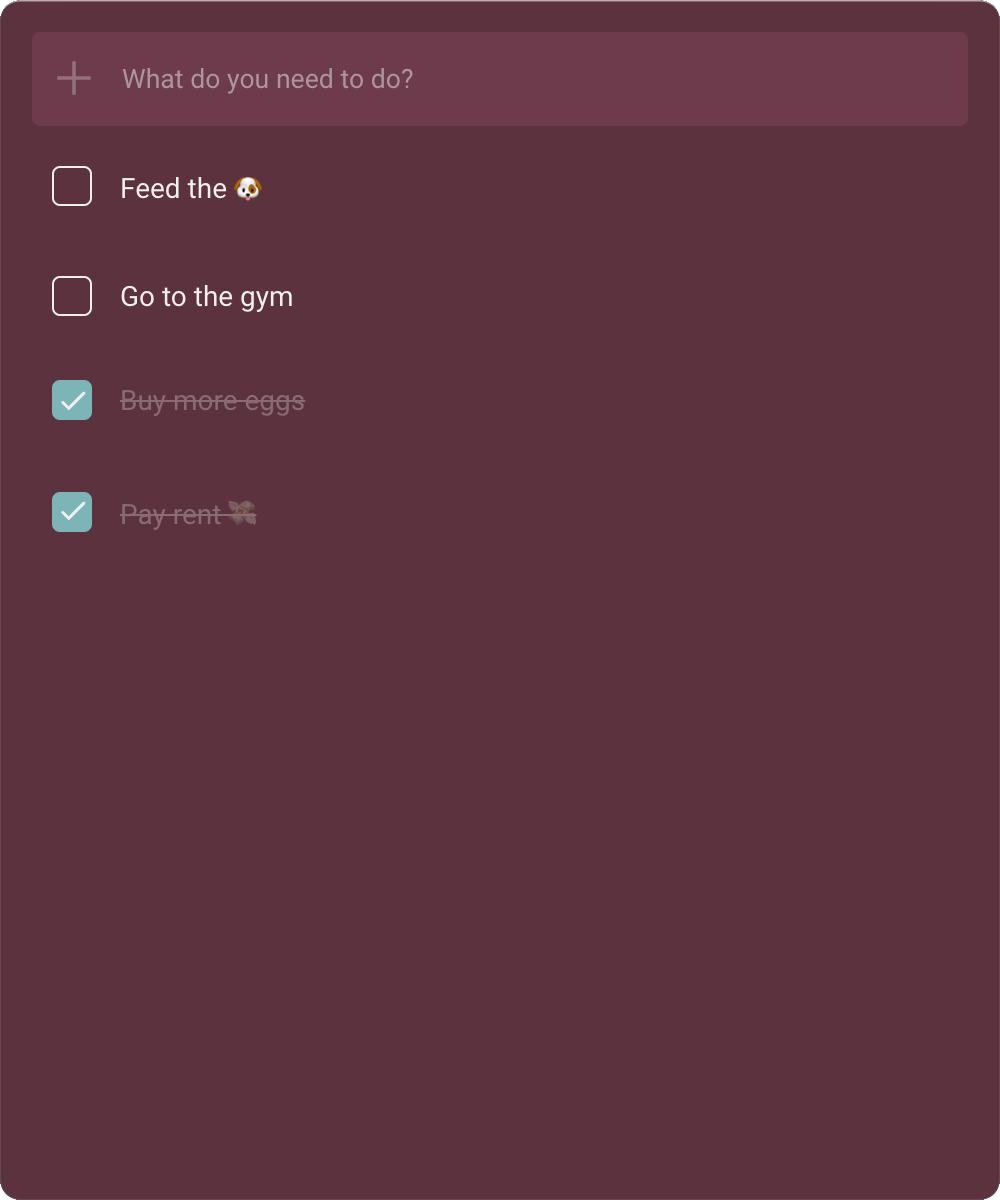 What do you need to do?
Feed the 🐶
Go to the gym
Buy more eggs
Pay rent 💸